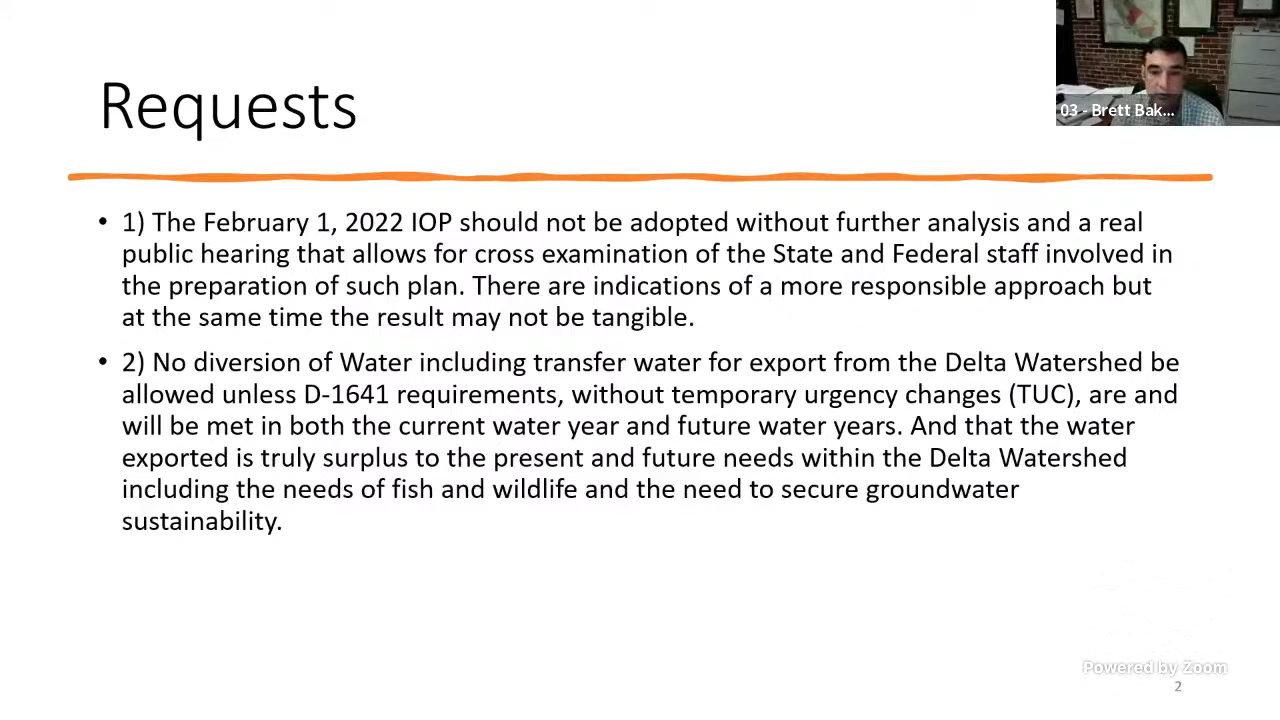 Requests
03 - Brett Bak...
• 1) The February 1, 2022 IOP should not be adopted without further analysis and a real
public hearing that allows for cross examination of the State and Federal staff involved in
the preparation of such plan. There are indications of a more responsible approach but
at the same time the result may not be tangible.
• 2) No diversion of Water including transfer water for export from the Delta Watershed be
allowed unless D-1641 requirements, without temporary urgency changes (TUC), are and
will be met in both the current water year and future water years. And that the water
exported is truly surplus to the present and future needs within the Delta Watershed
including the needs of fish and wildlife and the need to secure groundwater
sustainability.
Powered by Zoom
2